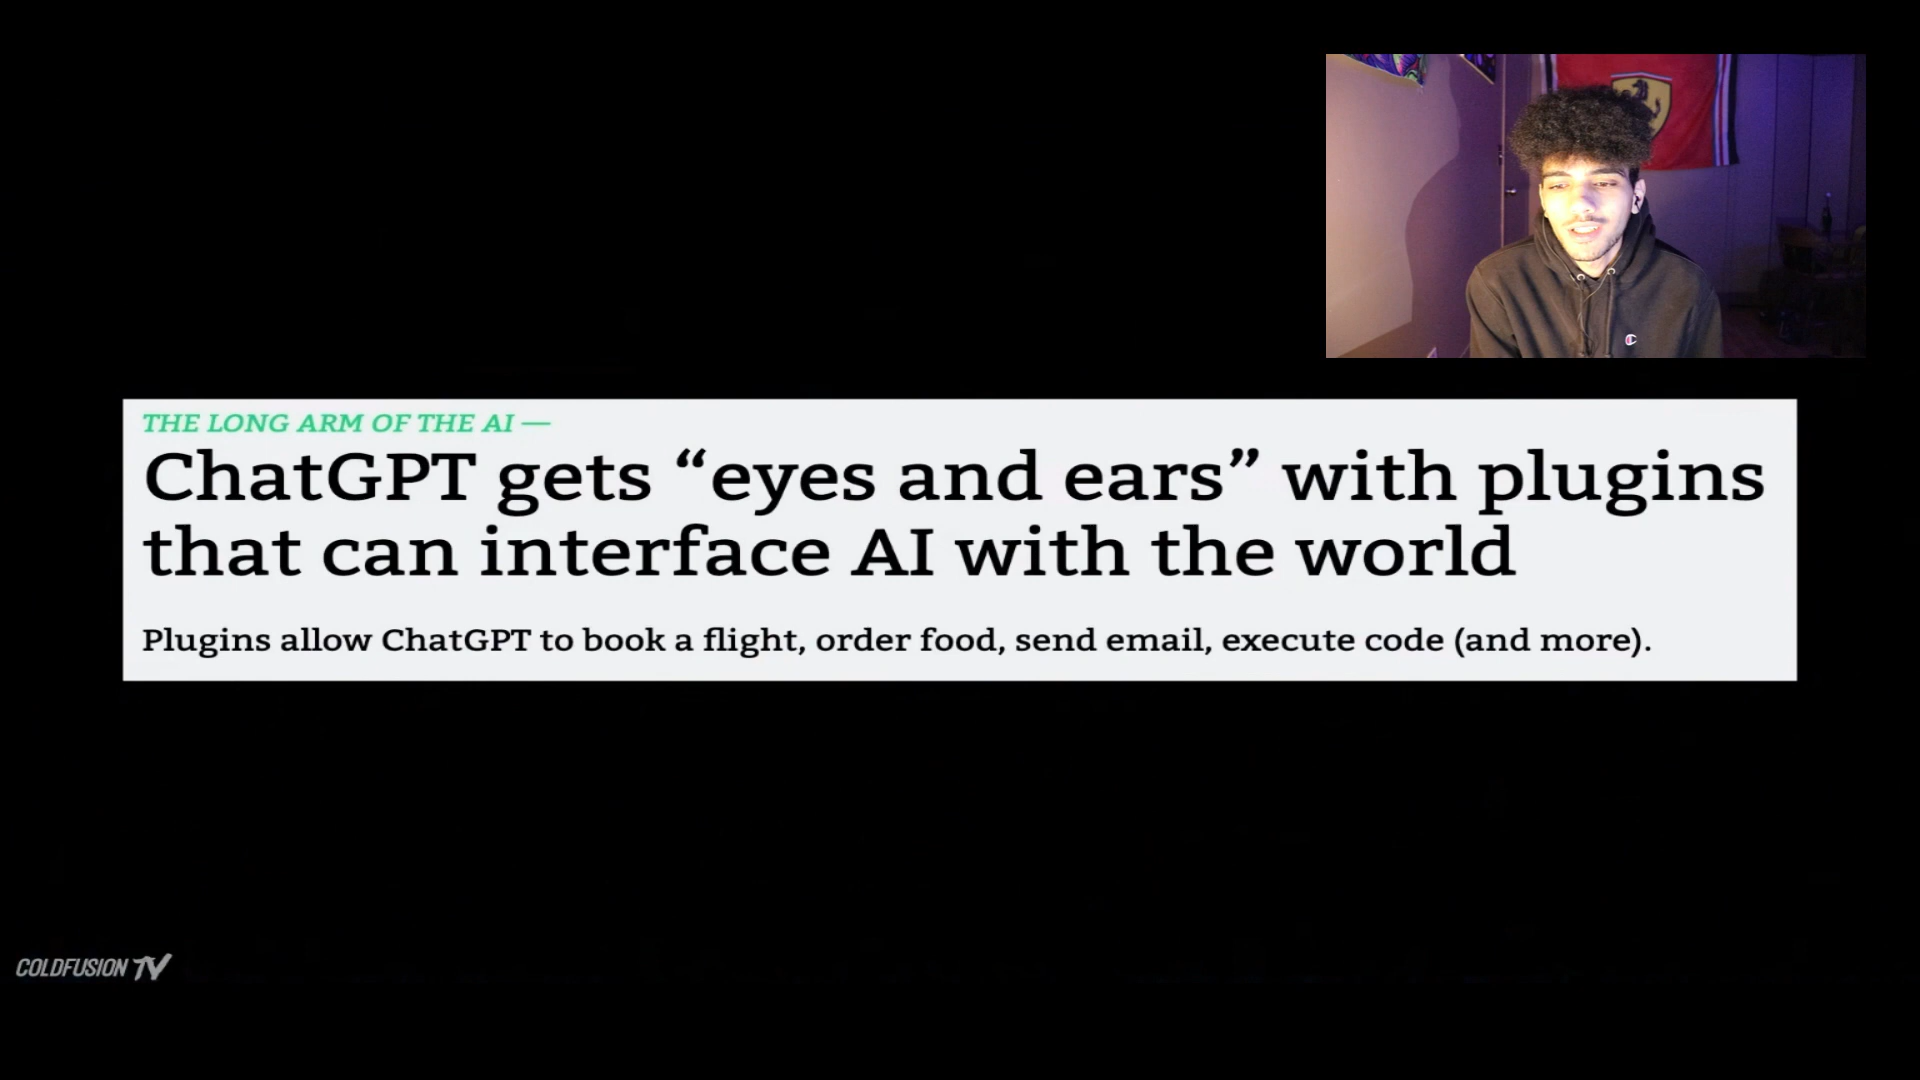 THE LONG ARM OF THE AI —
ChatGPT gets “eyes and ears” with plugins
that can interface AI with the world
Plugins allow ChatGPT to book a flight, order food, send email, execute code (and more).
COLDFUSION TV